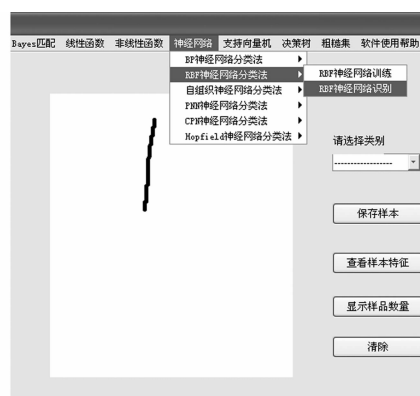 Bayes匹配 线性函数 非线性函数 神经网络 支持向量机 决策树 粗糙集 软件使用帮助
BP神经网络分类法
RBF神经网络分类法
RBF神经网络训练
RBF神经网络识别
自组织神经网络分类法
PNN神经网络分类法
CPN神经网络分类法
Hopfield神经网络分类法
请选择类别
------------------
保存样本
查看样本特征
显示样品数量
清除